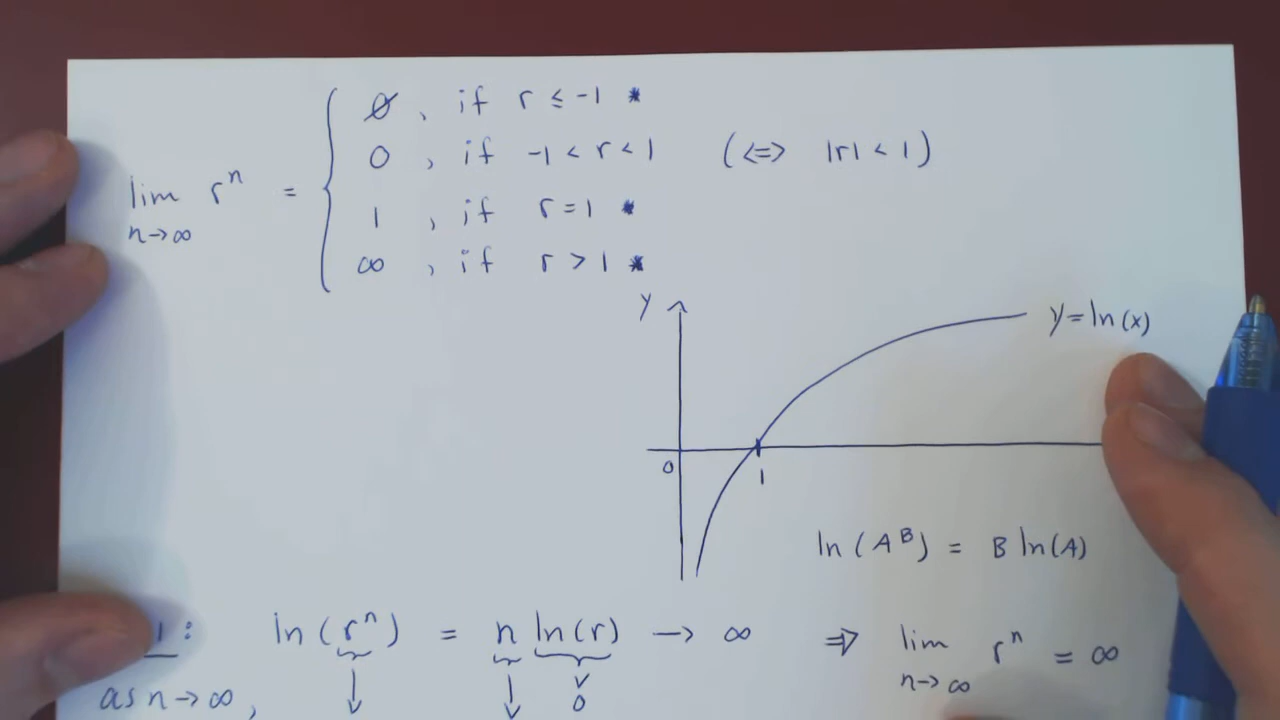 lim n→∞ r^n = {
∅, if r ≤ -1 *
0, if -1 < r < 1 (<=> |r| < 1)
1, if r = 1 *
∞, if r > 1 *
y
y = ln(x)
0
1
ln(A^B) = B ln(A)
1: ln(r^n) = n ln(r) → ∞ ⇒ lim n→∞ r^n = ∞
as n→∞, ↓ ↓ ∨ 0